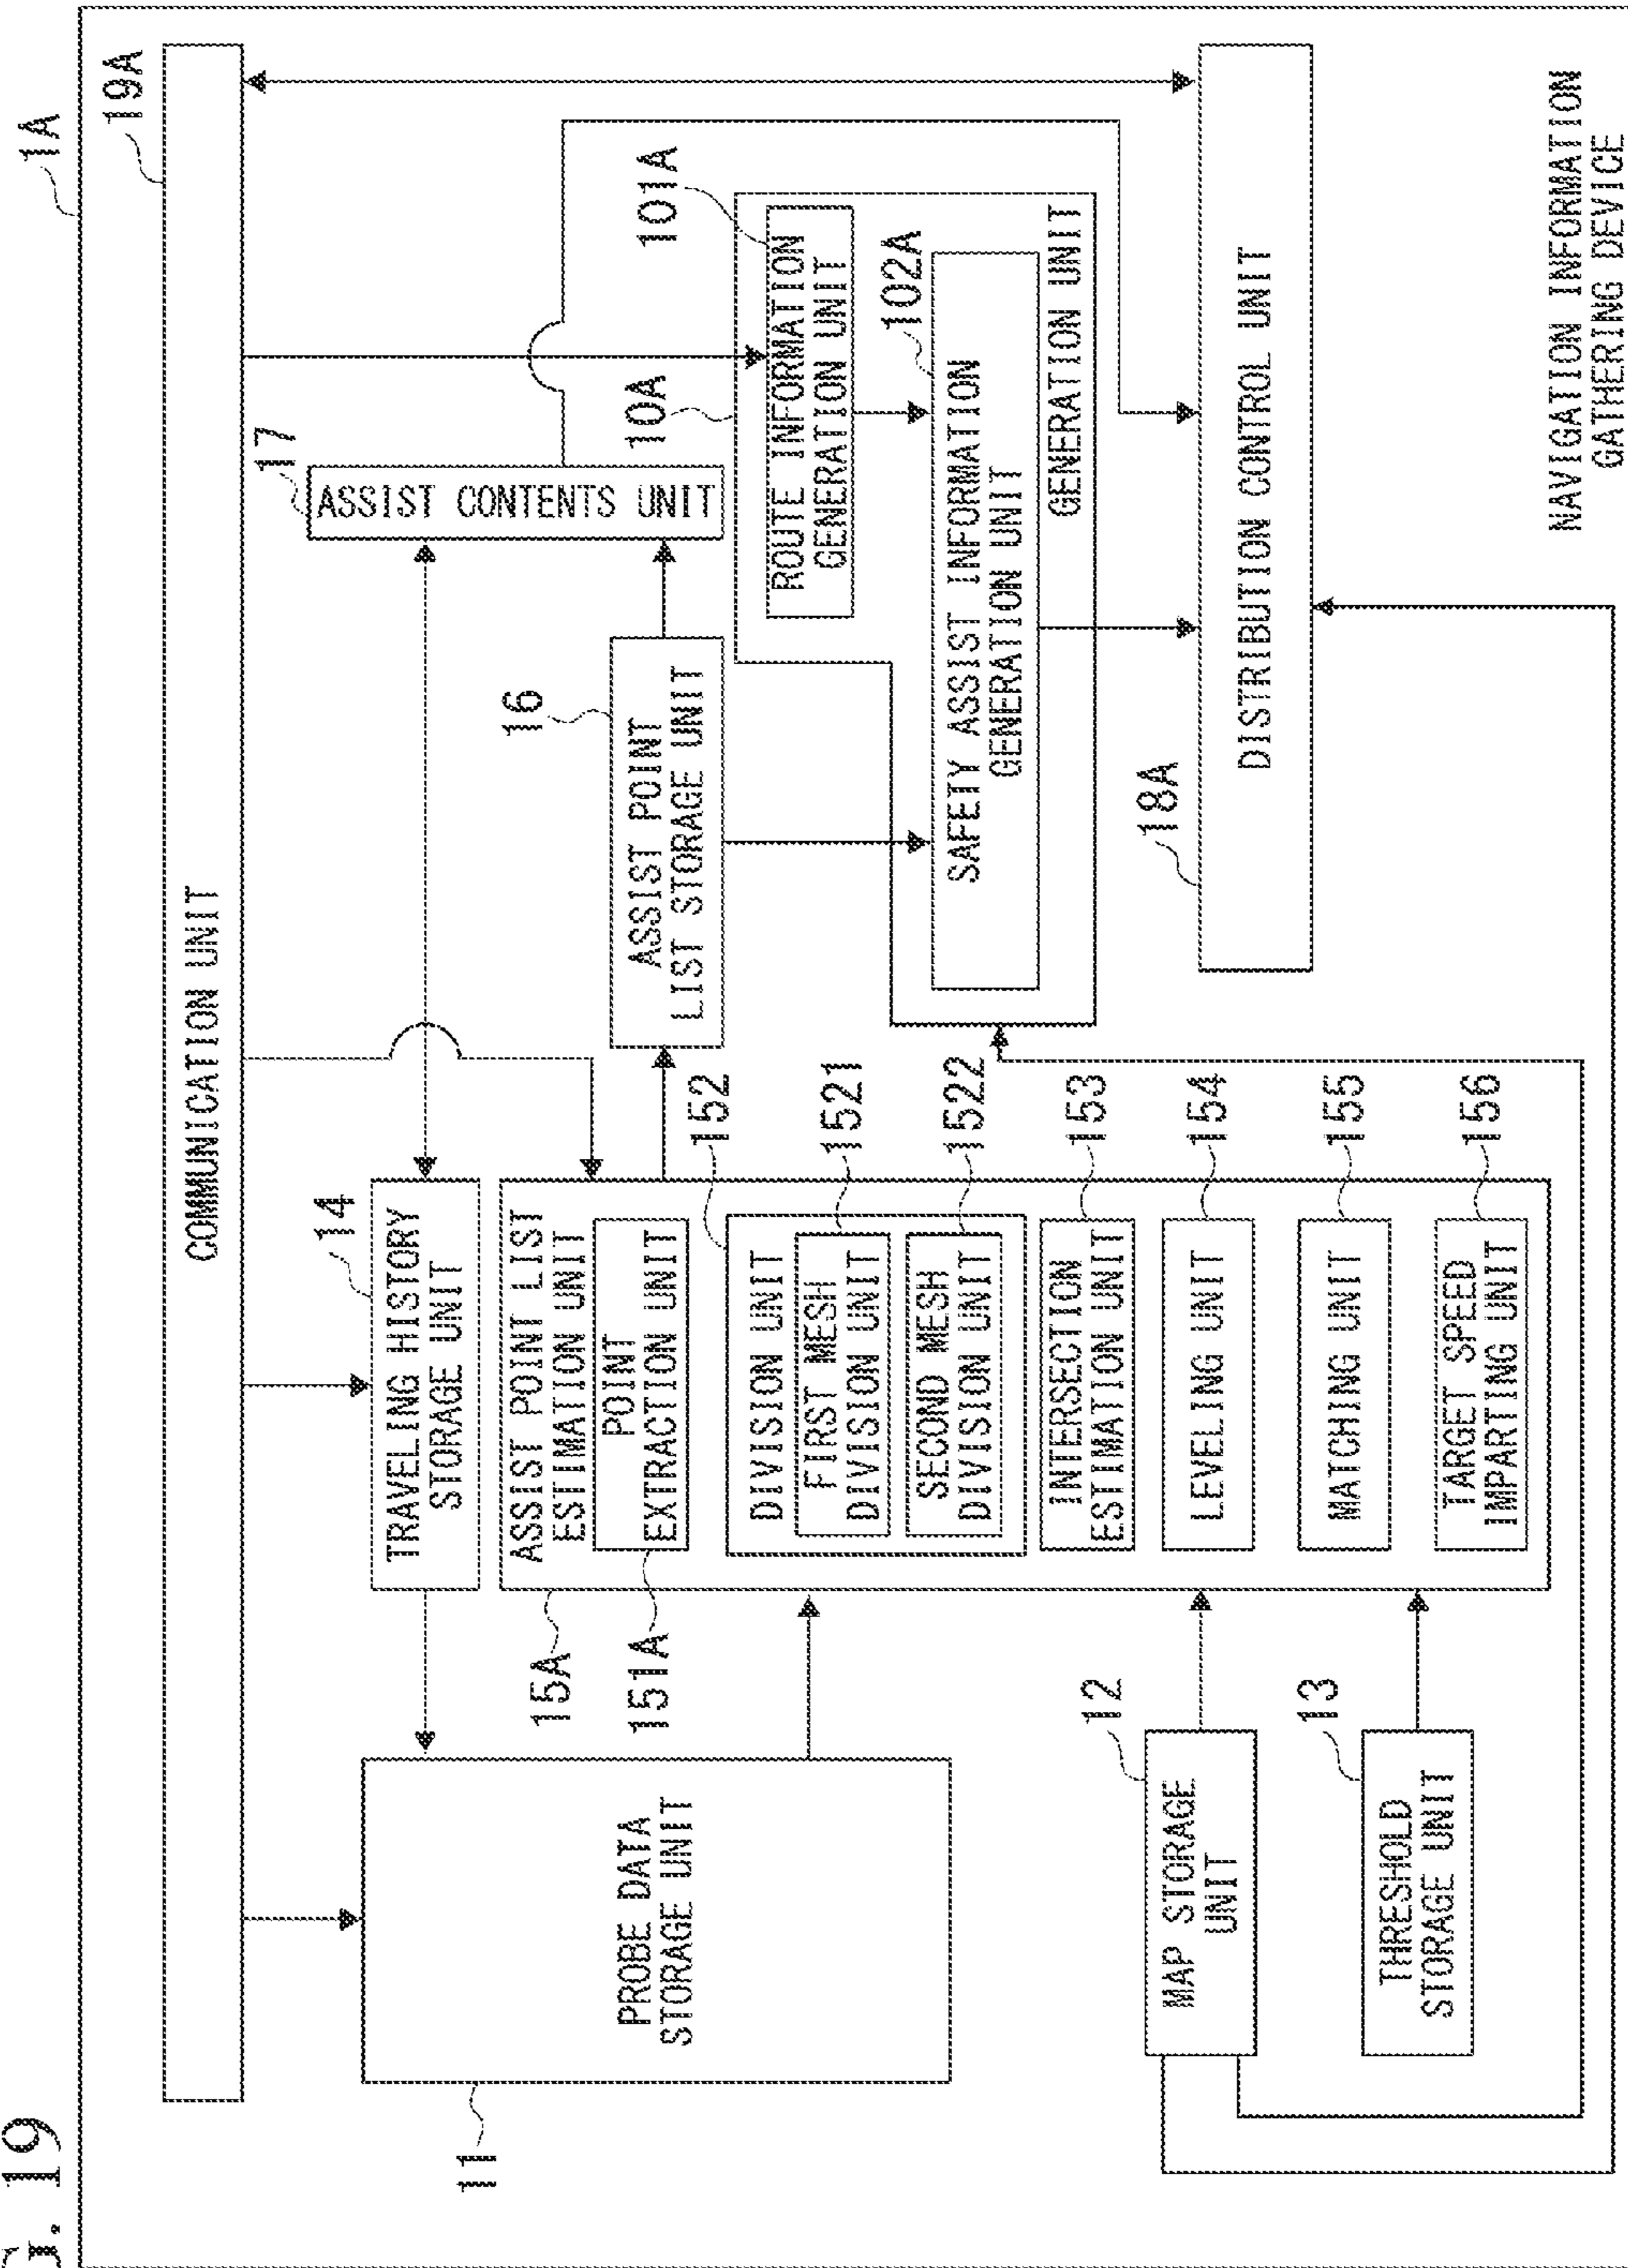 G. 19
1A
19A
COMMUNICATION UNIT
11
PROBE DATA
STORAGE UNIT
14
TRAVELING HISTORY
STORAGE UNIT
17
ASSIST CONTENTS UNIT
15A
ASSIST POINT LIST
ESTIMATION UNIT
151A
POINT
EXTRACTION UNIT
152
DIVISION UNIT
1521
FIRST MESH
DIVISION UNIT
1522
SECOND MESH
DIVISION UNIT
153
INTERSECTION
ESTIMATION UNIT
154
LEVELING UNIT
155
MATCHING UNIT
156
TARGET SPEED
IMPARTING UNIT
16
ASSIST POINT
LIST STORAGE UNIT
10A
101A
ROUTE INFORMATION
GENERATION UNIT
102A
SAFETY ASSIST INFORMATION
GENERATION UNIT
GENERATION UNIT
12
MAP STORAGE
UNIT
13
THRESHOLD
STORAGE UNIT
18A
DISTRIBUTION CONTROL UNIT
NAVIGATION INFORMATION
GATHERING DEVICE